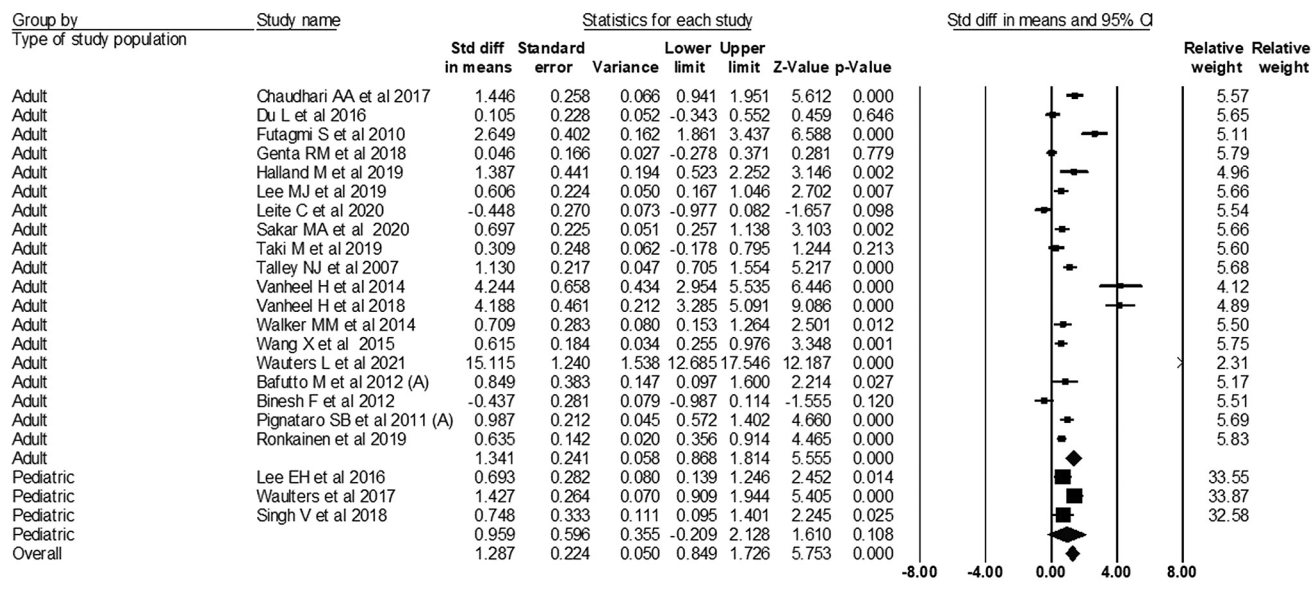 Group by Study name Statistics for each study Std diff in means and 95% CI
Type of study population
Std diff Standard Lower Upper Relative Relative
in means error Variance limit limit Z-Value p-Value weight weight
Adult Chaudhari AA et al 2017 1.446 0.258 0.066 0.941 1.951 5.612 0.000 5.57
Adult Du L et al 2016 0.105 0.228 0.052 -0.343 0.552 0.459 0.646 5.65
Adult Futagmi S et al 2010 2.649 0.402 0.162 1.861 3.437 6.588 0.000 5.11
Adult Genta RM et al 2018 0.046 0.166 0.027 -0.278 0.371 0.281 0.779 5.79
Adult Halland M et al 2019 1.387 0.441 0.194 0.523 2.252 3.146 0.002 4.96
Adult Lee MJ et al 2019 0.606 0.224 0.050 0.167 1.046 2.702 0.007 5.66
Adult Leite C et al 2020 -0.448 0.270 0.073 -0.977 0.082 -1.657 0.098 5.54
Adult Sakar MA et al 2020 0.697 0.225 0.051 0.257 1.138 3.103 0.002 5.66
Adult Taki M et al 2019 0.309 0.248 0.062 -0.178 0.795 1.244 0.213 5.60
Adult Talley NJ et al 2007 1.130 0.217 0.047 0.705 1.554 5.217 0.000 5.68
Adult Vanheel H et al 2014 4.244 0.658 0.434 2.954 5.535 6.446 0.000 4.12
Adult Vanheel H et al 2018 4.188 0.461 0.212 3.285 5.091 9.086 0.000 4.89
Adult Walker MM et al 2014 0.709 0.283 0.080 0.153 1.264 2.501 0.012 5.50
Adult Wang X et al 2015 0.615 0.184 0.034 0.255 0.976 3.348 0.001 5.75
Adult Wauters L et al 2021 15.115 1.240 1.538 12.685 17.546 12.187 0.000 2.31
Adult Bafutto M et al 2012 (A) 0.849 0.383 0.147 0.097 1.600 2.214 0.027 5.17
Adult Binesh F et al 2012 -0.437 0.281 0.079 -0.987 0.114 -1.555 0.120 5.51
Adult Pignataro SB et al 2011 (A) 0.987 0.212 0.045 0.572 1.402 4.660 0.000 5.69
Adult Ronkainen et al 2019 0.635 0.142 0.020 0.356 0.914 4.465 0.000 5.83
Adult 1.341 0.241 0.058 0.868 1.814 5.555 0.000
Pediatric Lee EH et al 2016 0.693 0.282 0.080 0.139 1.246 2.452 0.014 33.55
Pediatric Waulters et al 2017 1.427 0.264 0.070 0.909 1.944 5.405 0.000 33.87
Pediatric Singh V et al 2018 0.748 0.333 0.111 0.095 1.401 2.245 0.025 32.58
Pediatric 0.959 0.596 0.355 -0.209 2.128 1.610 0.108
Overall 1.287 0.224 0.050 0.849 1.726 5.753 0.000
-8.00 -4.00 0.00 4.00 8.00